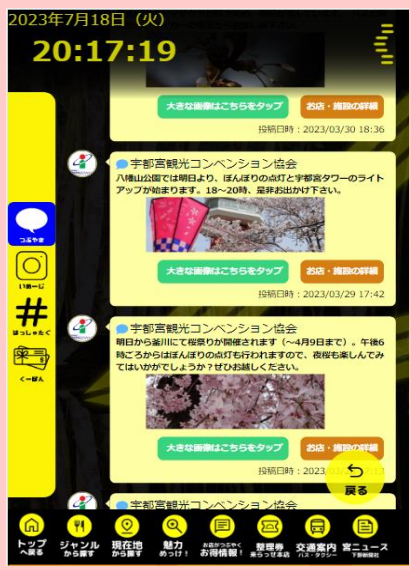 2023年7月18日（火）
20:17:19
大きな画像はこちらをタップ
お店・施設の詳細
投稿日時：2023/03/30 18:36
宇都宮観光コンベンション協会
八幡山公園では明日より、ぼんぼりの点灯と宇都宮タワーのライト
アップが始まります。18～20時、是非お出かけ下さい。
大きな画像はこちらをタップ
お店・施設の詳細
投稿日時：2023/03/29 17:42
宇都宮観光コンベンション協会
明日から釜川にて桜祭りが開催されます（～4月9日まで）。午後6
時ごろからはぼんぼりの点灯も行われますので、夜桜も楽しんでみ
てはいかがでしょうか？ぜひお越しください。
大きな画像はこちらをタップ
お店・施設の詳細
投稿日時：2023/03/
宇都宮観光コンベンション協会
つぶやき
いめーじ
#
はっしゅたぐ
くーぽん
戻る
トップ
へ戻る
ジャンル
から探す
現在地
から探す
魅力
めっけ！
お店がつぶやく
お得情報！
整理券
来らっせ本店
交通案内
バス・タクシー
宮ニュース
下野新聞社